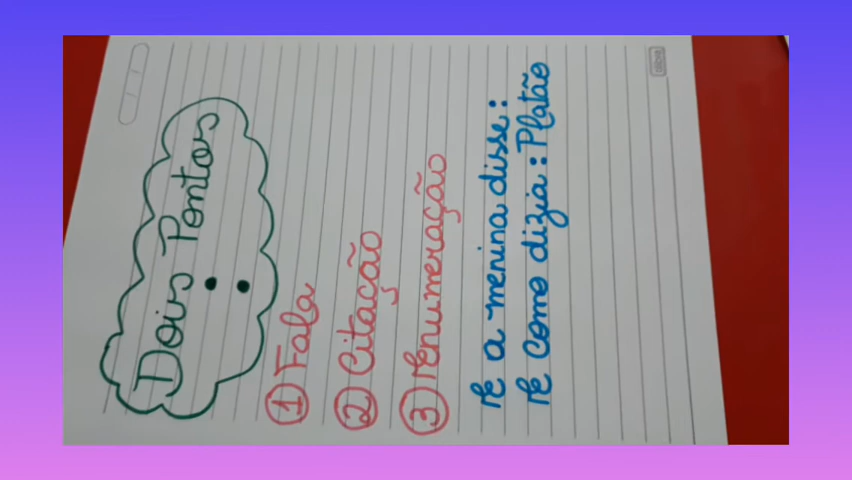 Dois Pontos
:
① Fala
② Citação
③ Enumeração
E a menina disse:
E como dizia: Platão